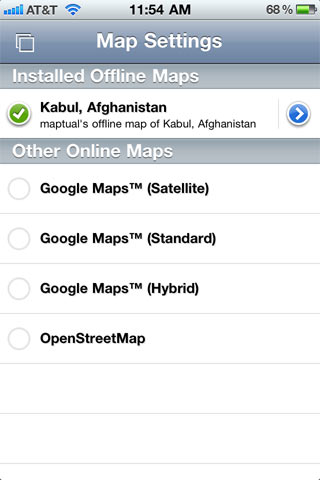 AT&T 11:54 AM 68 %
Map Settings
Installed Offline Maps
Kabul, Afghanistan
maptual's offline map of Kabul, Afghanistan
Other Online Maps
Google Maps™ (Satellite)
Google Maps™ (Standard)
Google Maps™ (Hybrid)
OpenStreetMap